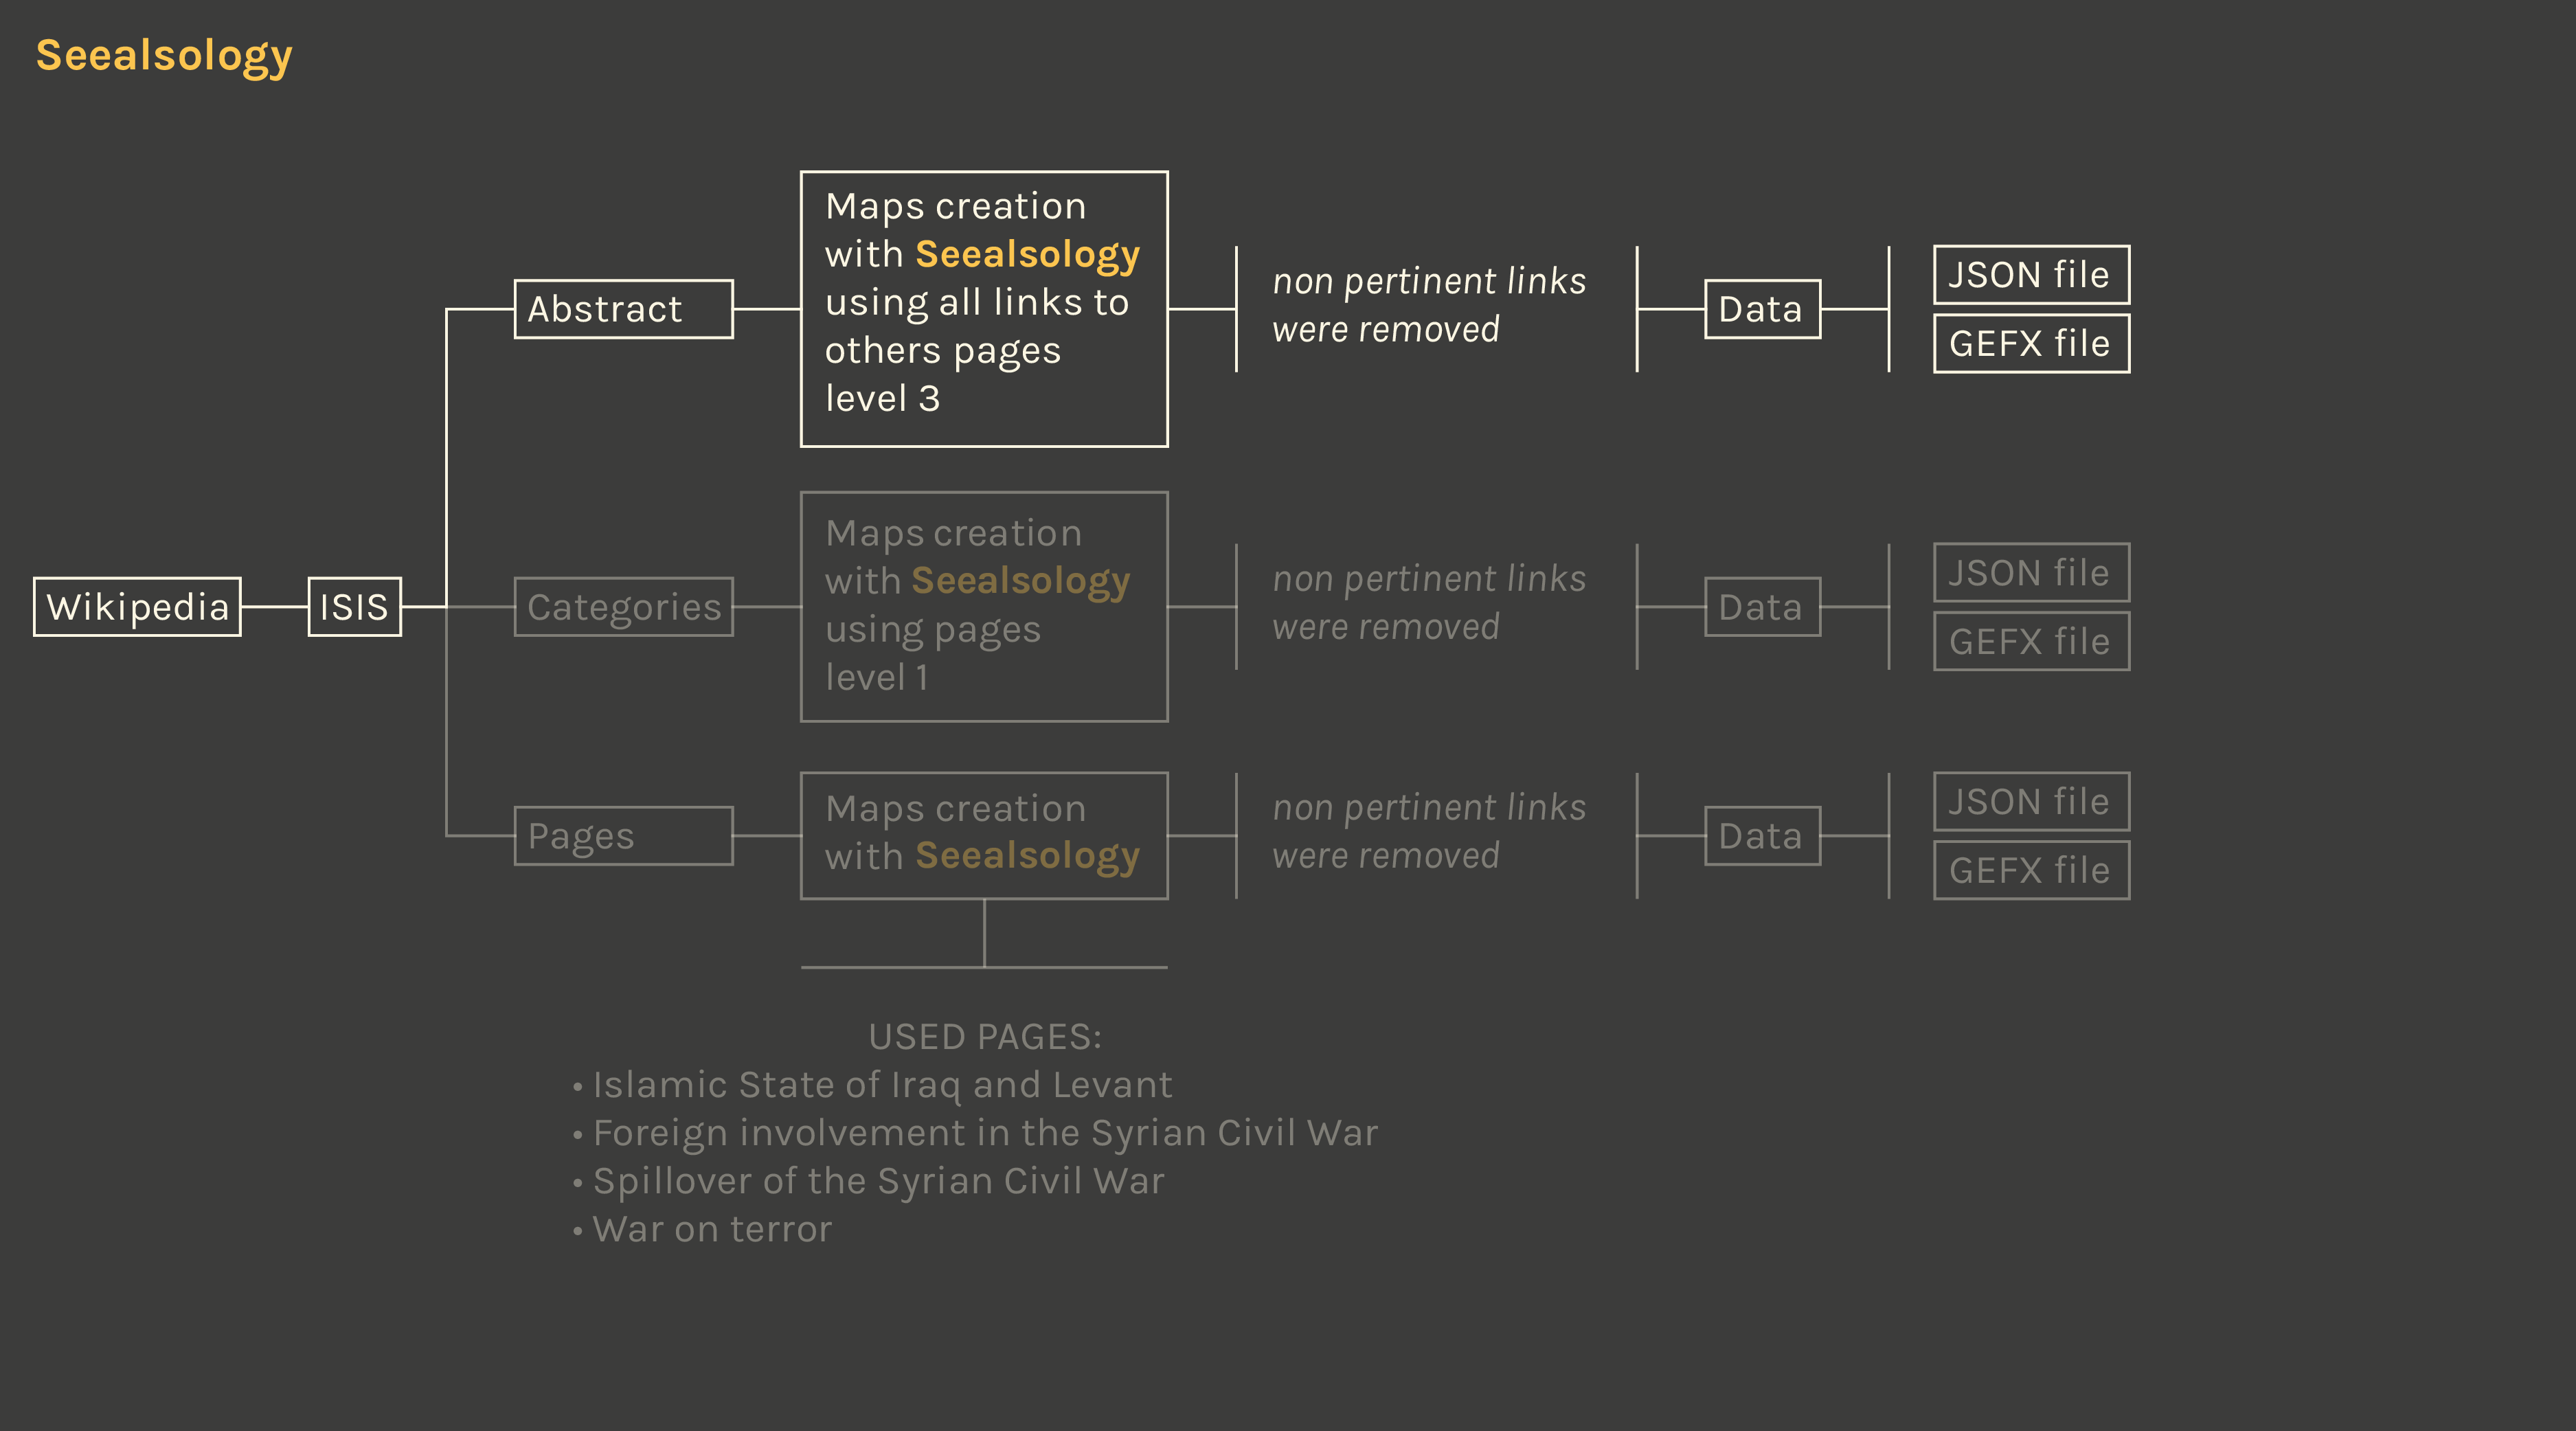 Seealsology
Maps creation
with Seealsology
using all links to
others pages
level 3
Abstract
non pertinent links
were removed
Data
JSON file
GEFX file
Wikipedia
ISIS
Categories
Maps creation
with Seealsology
using pages
level 1
non pertinent links
were removed
Data
JSON file
GEFX file
Pages
Maps creation
with Seealsology
non pertinent links
were removed
Data
JSON file
GEFX file
USED PAGES:
• Islamic State of Iraq and Levant
• Foreign involvement in the Syrian Civil War
• Spillover of the Syrian Civil War
• War on terror